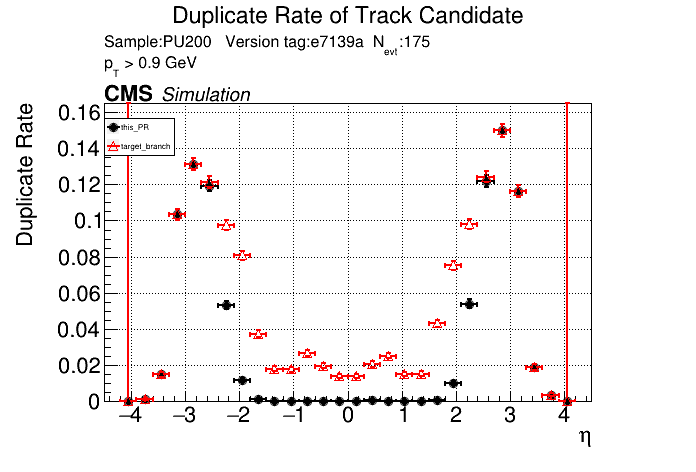 Duplicate Rate of Track Candidate
Sample:PU200 Version tag:e7139a N_evt:175
p_T > 0.9 GeV
CMS Simulation
Duplicate Rate
0.16
0.14
0.12
0.1
0.08
0.06
0.04
0.02
0
this_PR
target_branch
−4 −3 −2 −1 0 1 2 3 4
η